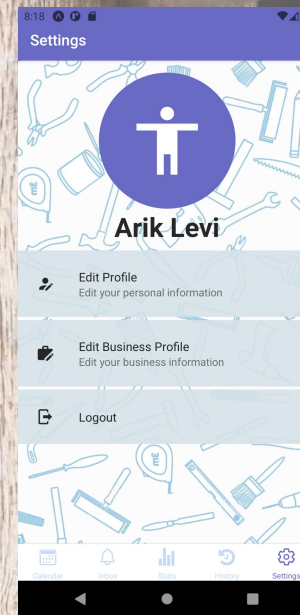 8:18
Settings
Arik Levi
Edit Profile
Edit your personal information
Edit Business Profile
Edit your business information
Logout
Calendar
Inbox
Stats
History
Settings